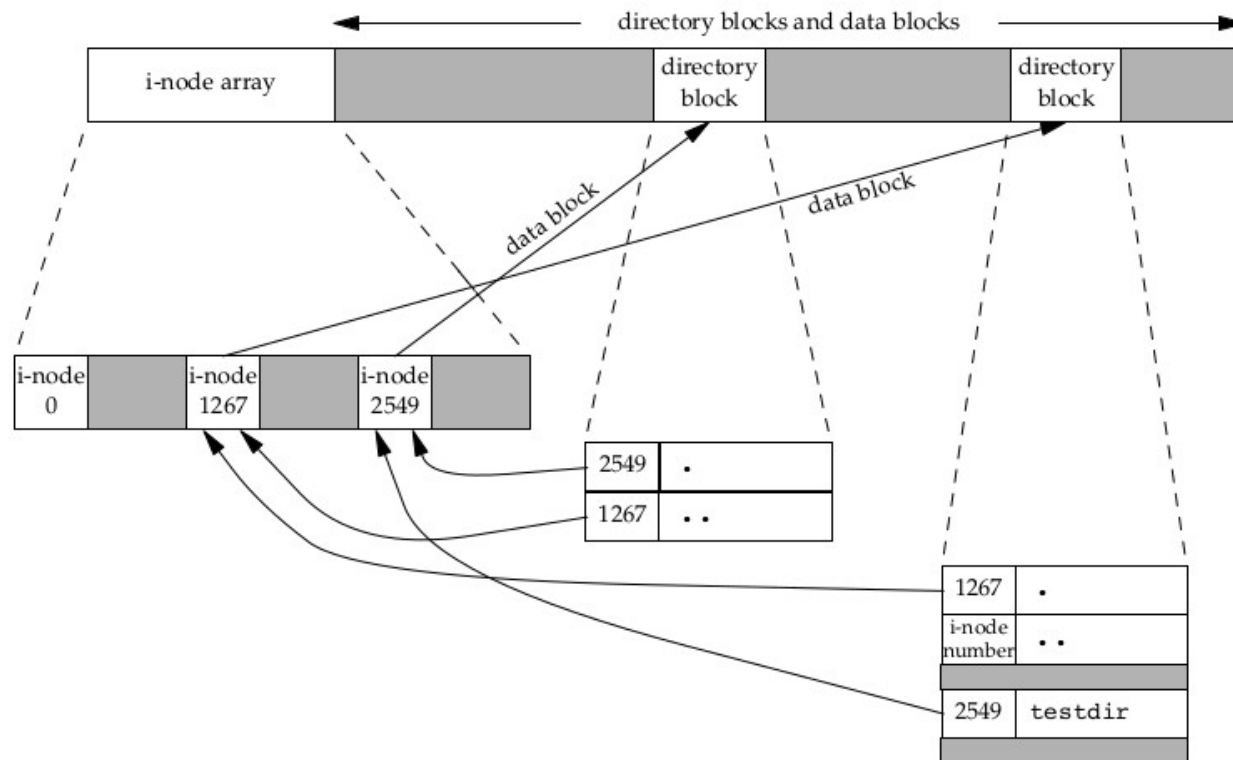 directory blocks and data blocks
i-node array
directory
block
directory
block
data block
data block
i-node
0
i-node
1267
i-node
2549
2549 .
1267 ..
1267 .
i-node
number ..
2549 testdir